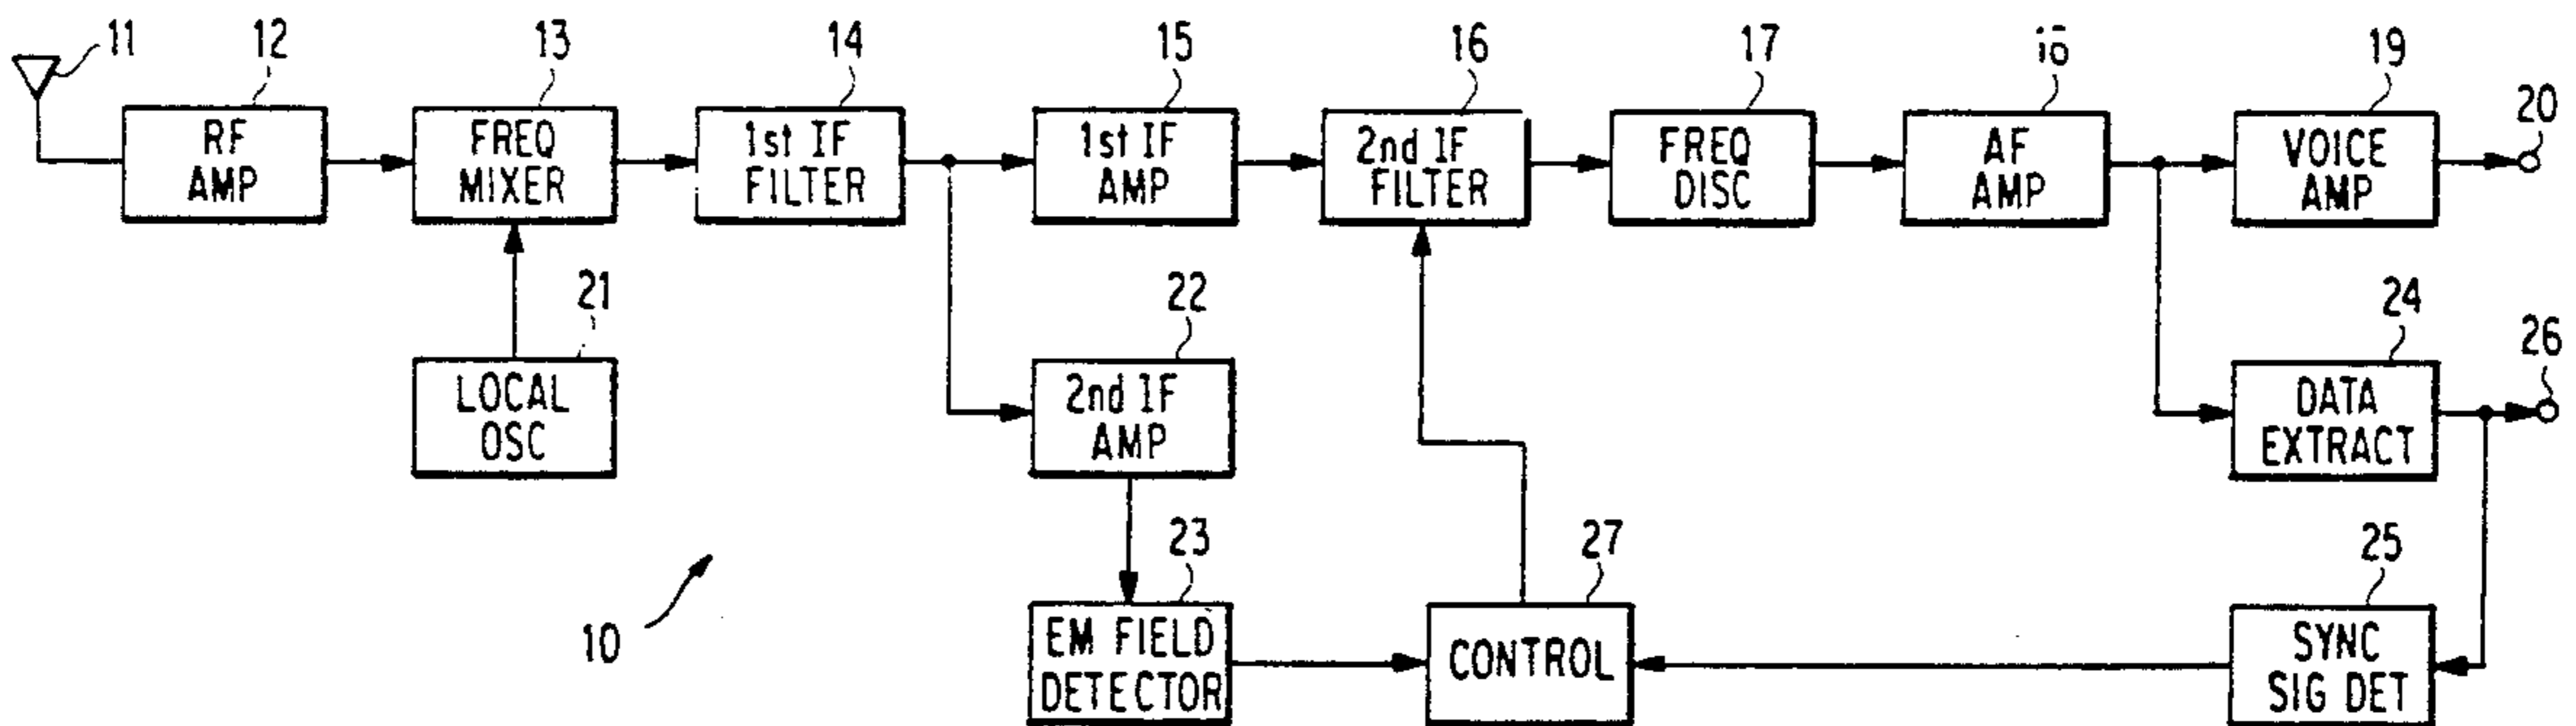 11
12
13
14
15
16
17
19
20
RF
AMP
FREQ
MIXER
1st IF
FILTER
1st IF
AMP
2nd IF
FILTER
FREQ
DISC
AF
AMP
VOICE
AMP
21
22
24
26
LOCAL
OSC
2nd IF
AMP
DATA
EXTRACT
23
27
25
10
EM FIELD
DETECTOR
CONTROL
SYNC
SIG DET